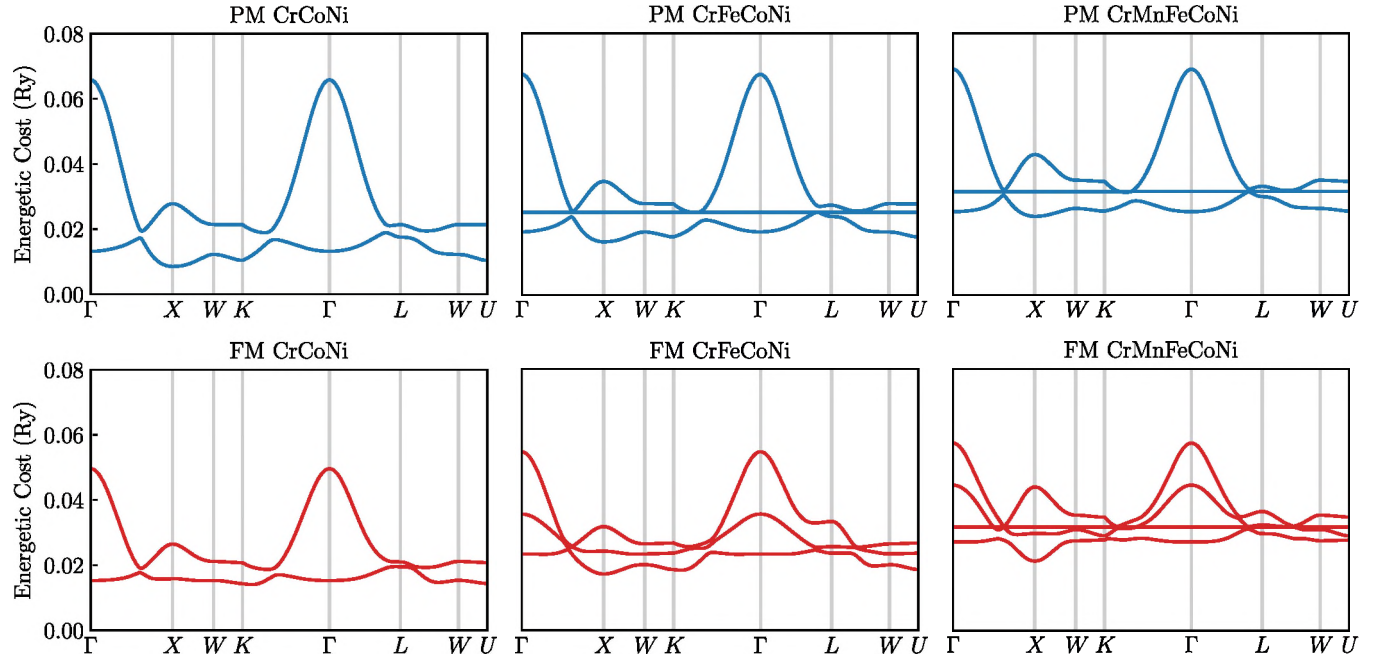 PM CrCoNi
PM CrFeCoNi
PM CrMnFeCoNi
Energetic Cost (Ry)
0.08
0.06
0.04
0.02
0.00
Γ X W K Γ L W U
Γ X W K Γ L W U
Γ X W K Γ L W U
FM CrCoNi
FM CrFeCoNi
FM CrMnFeCoNi
Energetic Cost (Ry)
0.08
0.06
0.04
0.02
0.00
Γ X W K Γ L W U
Γ X W K Γ L W U
Γ X W K Γ L W U